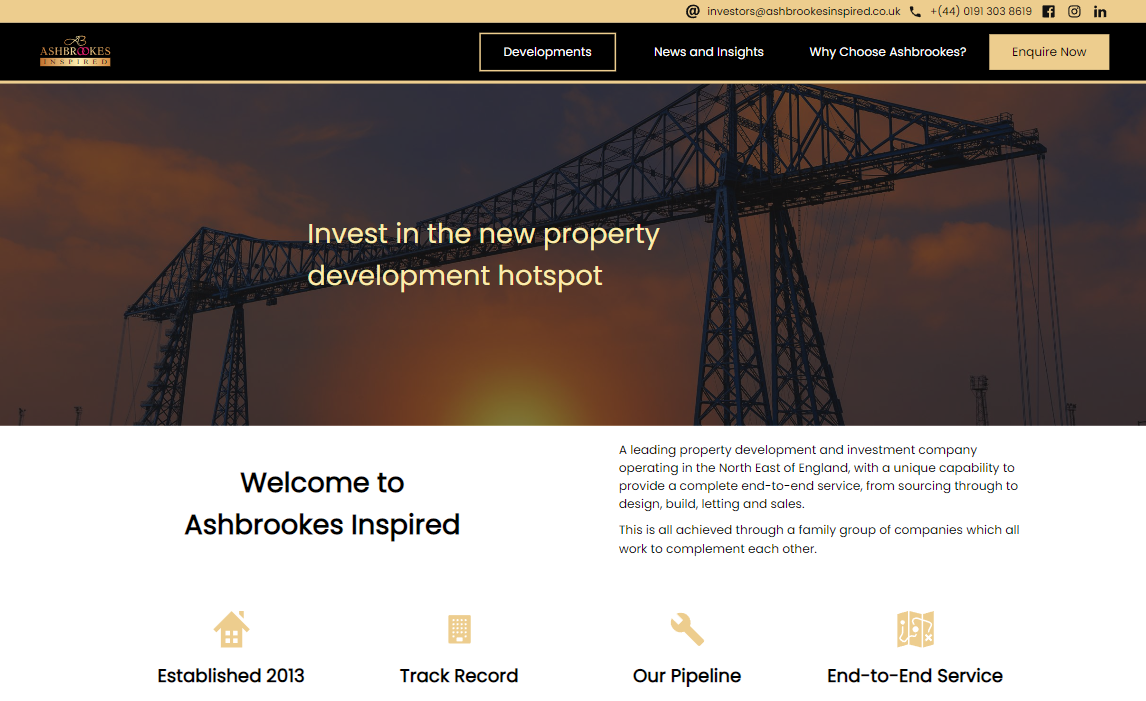 investors@ashbrookesinspired.co.uk +(44) 0191 303 8619
AB
ASHBROOKES
INSPIRED
Developments News and Insights Why Choose Ashbrookes? Enquire Now
Invest in the new property
development hotspot
Welcome to
Ashbrookes Inspired
A leading property development and investment company
operating in the North East of England, with a unique capability to
provide a complete end-to-end service, from sourcing through to
design, build, letting and sales.
This is all achieved through a family group of companies which all
work to complement each other.
Established 2013 Track Record Our Pipeline End-to-End Service